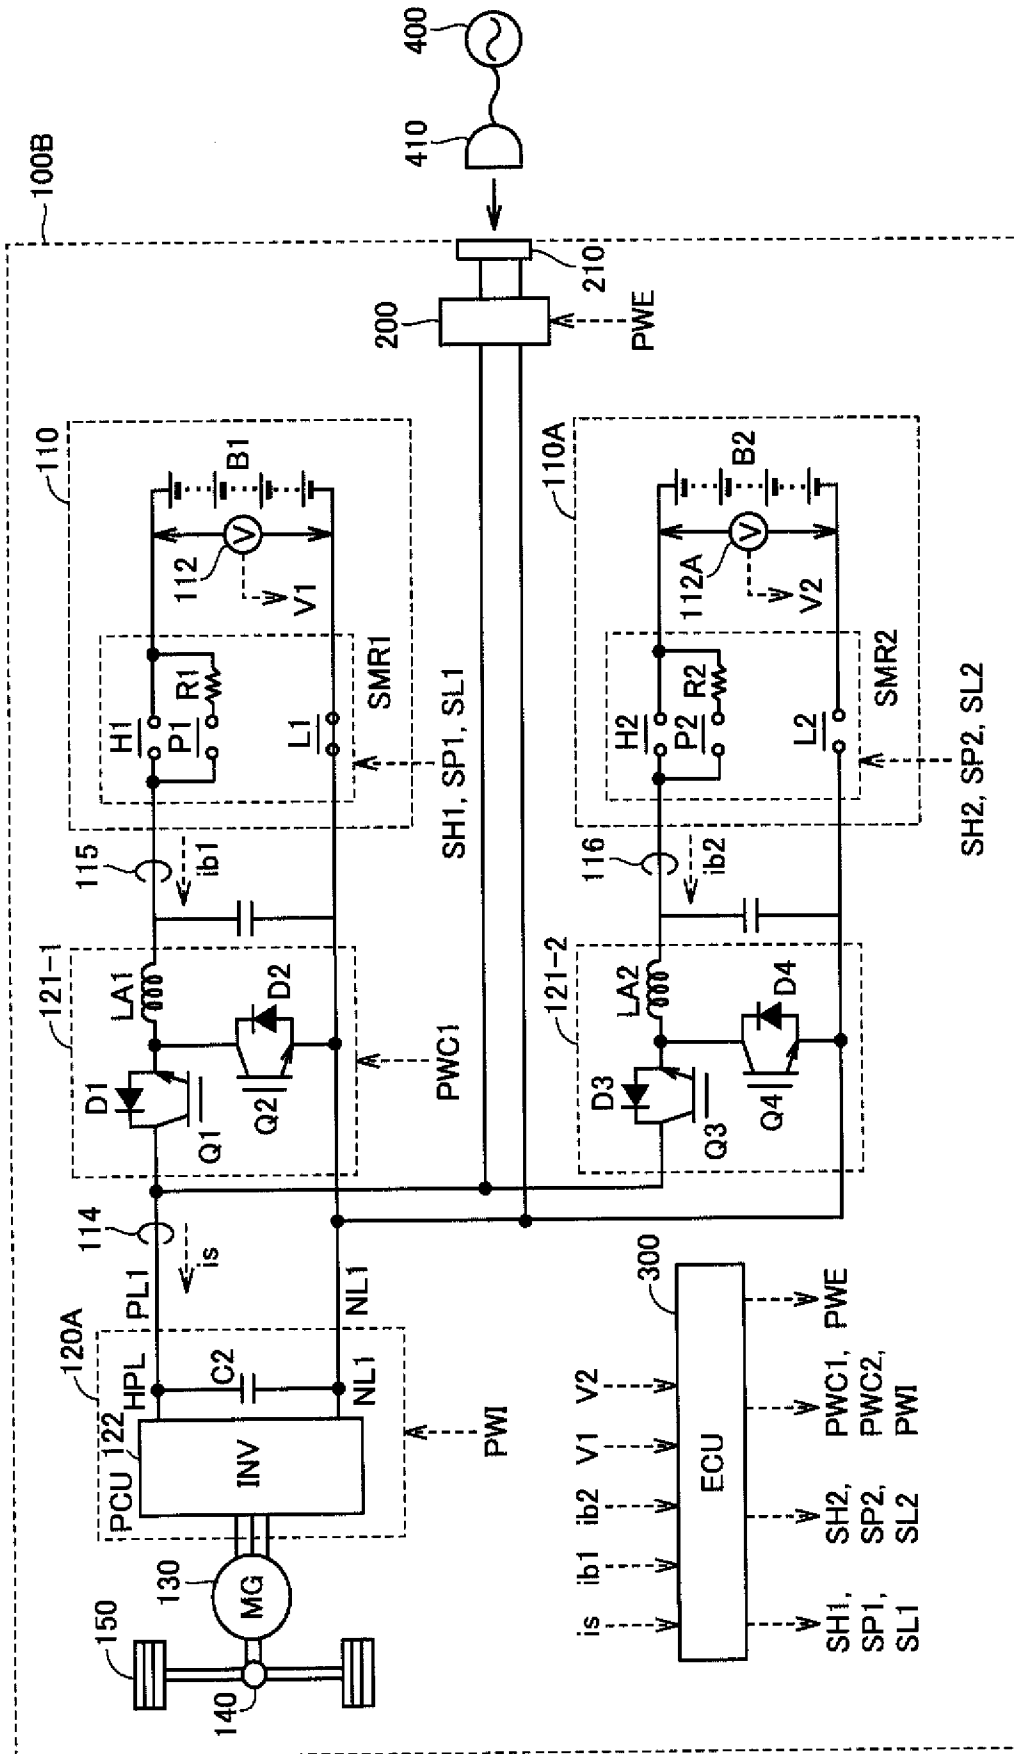 100B
150
130
MG
140
120A
PCU
122
INV
HPL
C2
NL1
PWI
PL1
NL1
114
is
121-1
D1
Q1
LA1
D2
Q2
PWC1
115
ib1
110
H1
P1
R1
L1
SMR1
SH1, SP1, SL1
112
V
V1
B1
200
210
PWE
410
400
121-2
D3
Q3
LA2
D4
Q4
116
ib2
110A
H2
P2
R2
L2
SMR2
SH2, SP2, SL2
112A
V
V2
B2
300
is
ib1
ib2
V1
V2
ECU
SH1,
SP1,
SL1
SH2,
SP2,
SL2
PWC1,
PWC2,
PWI
PWE